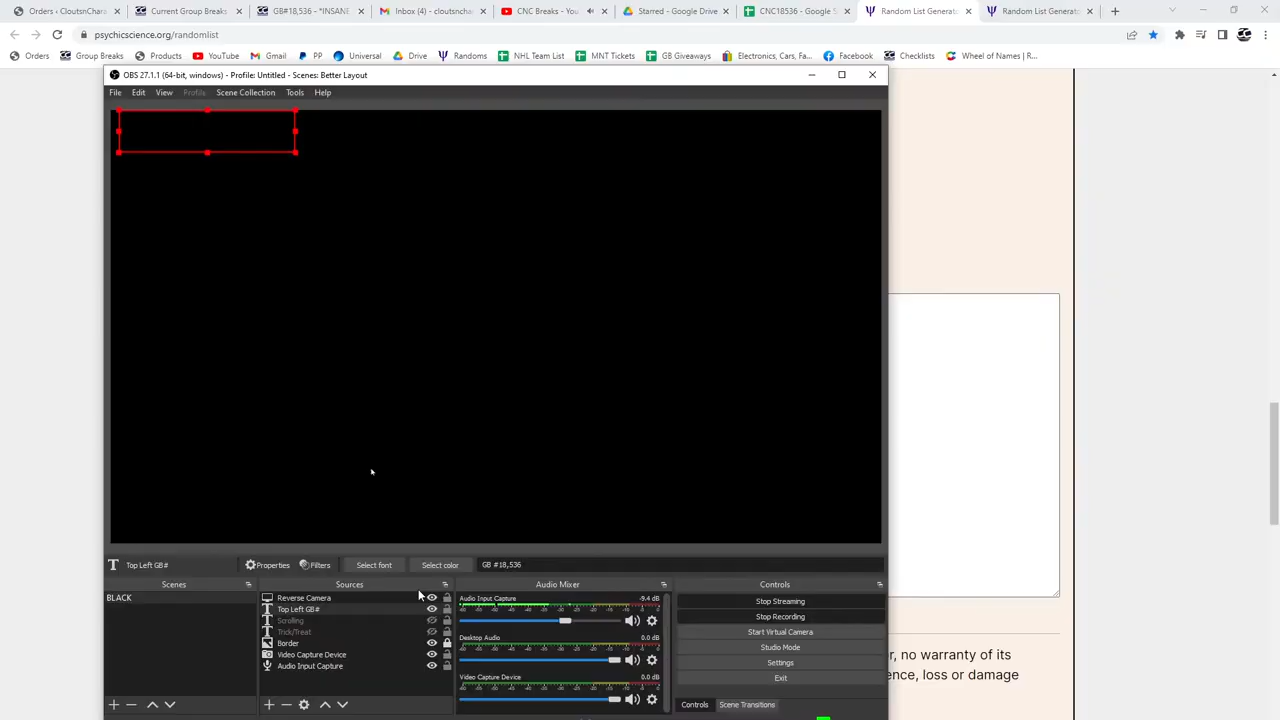 Orders ‹ CloutsnChara
Current Group Breaks
GB#18,536 - *INSANE
Inbox (4) - cloutsnchar
CNC Breaks - You
Starred - Google Drive
CNC18536 - Google S
Random List Generato
Random List Generato
psychicscience.org/randomlist
Orders
Group Breaks
Products
YouTube
Gmail
PP
Universal
Drive
Randoms
NHL Team List
MNT Tickets
GB Giveaways
Electronics, Cars, Fa...
Facebook
Checklists
Wheel of Names | R...
OBS 27.1.1 (64-bit, windows) - Profile: Untitled - Scenes: Better Layout
File Edit View Profile Scene Collection Tools Help
Top Left GB#
Properties
Filters
Select font
Select color
GB #18,536
Scenes
Sources
Audio Mixer
Controls
BLACK
Reverse Camera
Top Left GB#
Scrolling
Trick/Treat
Border
Video Capture Device
Audio Input Capture
Audio Input Capture -9.4 dB
Desktop Audio 0.0 dB
Video Capture Device 0.0 dB
Stop Streaming
Stop Recording
Start Virtual Camera
Studio Mode
Settings
Exit
Controls
Scene Transitions
r, no warranty of its
ence, loss or damage